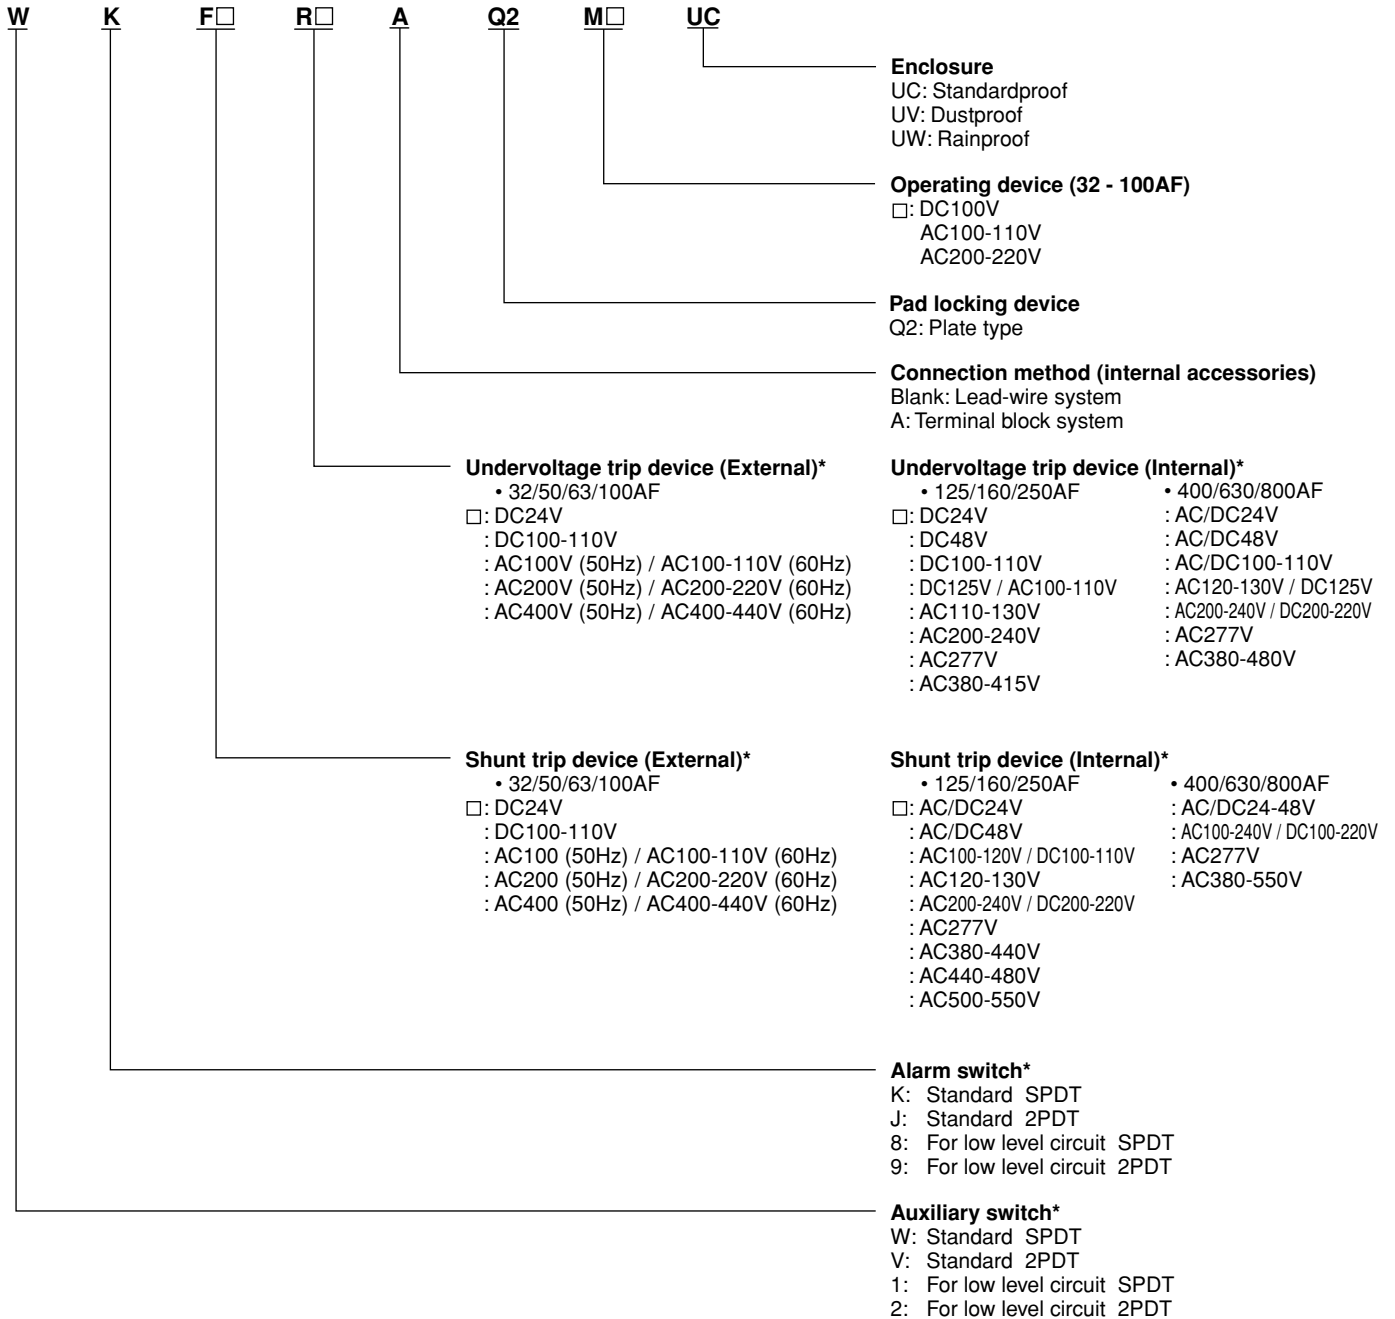 W K F□ R□ A Q2 M□ UC
Enclosure
UC: Standardproof
UV: Dustproof
UW: Rainproof
Operating device (32 - 100AF)
□: DC100V
AC100-110V
AC200-220V
Pad locking device
Q2: Plate type
Connection method (internal accessories)
Blank: Lead-wire system
A: Terminal block system
Undervoltage trip device (External)*
• 32/50/63/100AF
□: DC24V
: DC100-110V
: AC100V (50Hz) / AC100-110V (60Hz)
: AC200V (50Hz) / AC200-220V (60Hz)
: AC400V (50Hz) / AC400-440V (60Hz)
Undervoltage trip device (Internal)*
• 125/160/250AF
□: DC24V
: DC48V
: DC100-110V
: DC125V / AC100-110V
: AC110-130V
: AC200-240V
: AC277V
: AC380-415V
• 400/630/800AF
: AC/DC24V
: AC/DC48V
: AC/DC100-110V
: AC120-130V / DC125V
: AC200-240V / DC200-220V
: AC277V
: AC380-480V
Shunt trip device (External)*
• 32/50/63/100AF
□: DC24V
: DC100-110V
: AC100 (50Hz) / AC100-110V (60Hz)
: AC200 (50Hz) / AC200-220V (60Hz)
: AC400 (50Hz) / AC400-440V (60Hz)
Shunt trip device (Internal)*
• 125/160/250AF
□: AC/DC24V
: AC/DC48V
: AC100-120V / DC100-110V
: AC120-130V
: AC200-240V / DC200-220V
: AC277V
: AC380-440V
: AC440-480V
: AC500-550V
• 400/630/800AF
: AC/DC24-48V
: AC100-240V / DC100-220V
: AC277V
: AC380-550V
Alarm switch*
K: Standard SPDT
J: Standard 2PDT
8: For low level circuit SPDT
9: For low level circuit 2PDT
Auxiliary switch*
W: Standard SPDT
V: Standard 2PDT
1: For low level circuit SPDT
2: For low level circuit 2PDT